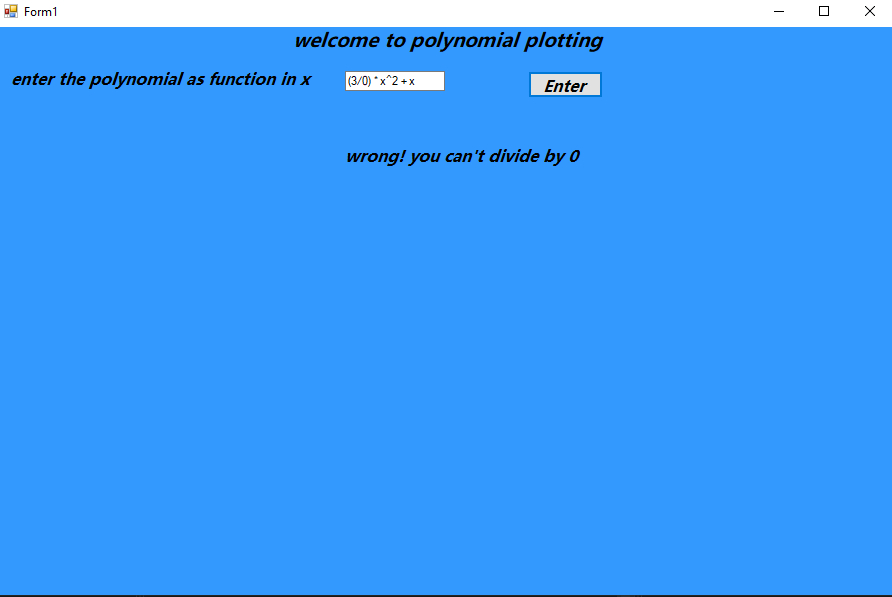 Form1
welcome to polynomial plotting
enter the polynomial as function in x
(3/0) * x^2 + x
Enter
wrong! you can't divide by 0